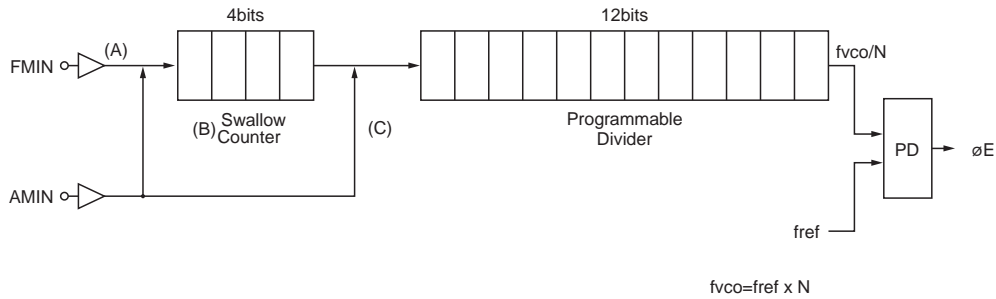 4bits
12bits
(A)
FMIN
fvco/N
(B)
Swallow
Counter
(C)
Programmable
Divider
PD
øE
AMIN
fref
fvco=fref x N